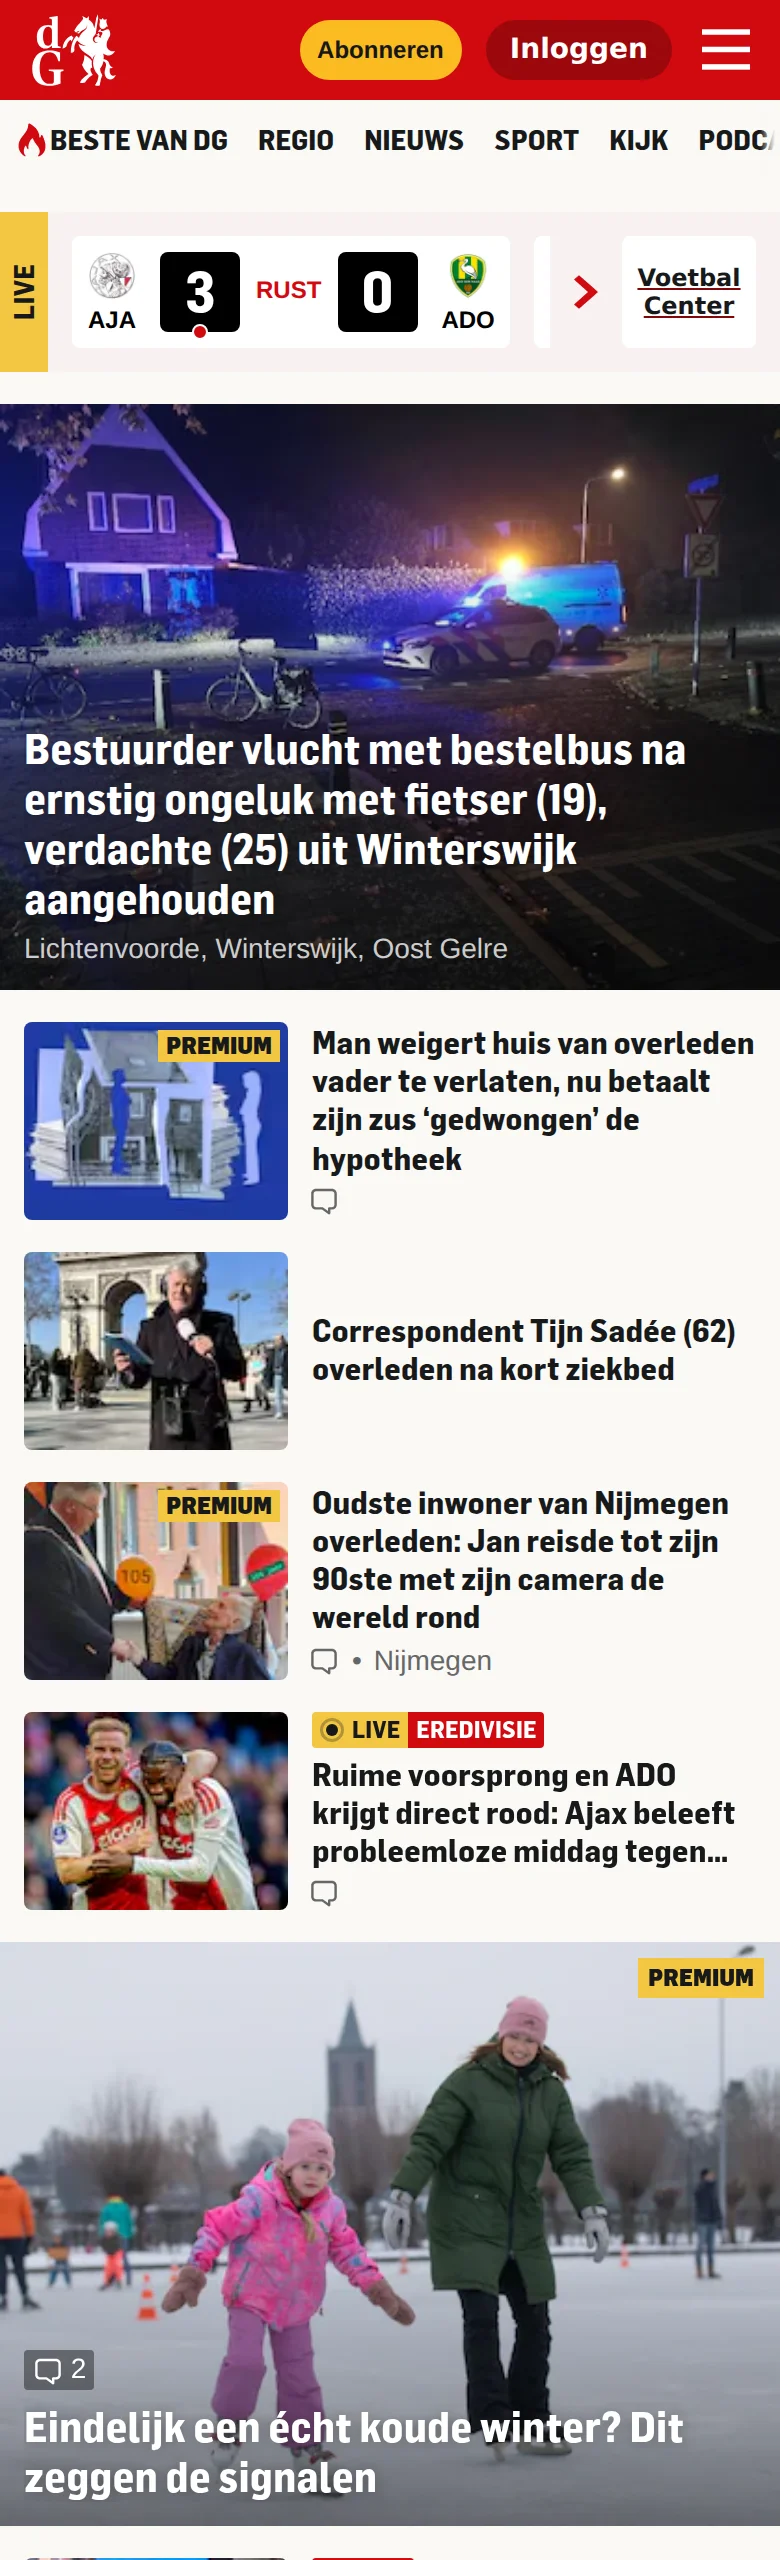 dG
Abonneren
Inloggen
BESTE VAN DG REGIO NIEUWS SPORT KIJK PODCA
LIVE
AJA
3
RUST
0
ADO
Voetbal
Center
Bestuurder vlucht met bestelbus na
ernstig ongeluk met fietser (19),
verdachte (25) uit Winterswijk
aangehouden
Lichtenvoorde, Winterswijk, Oost Gelre
PREMIUM
Man weigert huis van overleden
vader te verlaten, nu betaalt
zijn zus ‘gedwongen’ de
hypotheek
Correspondent Tijn Sadée (62)
overleden na kort ziekbed
PREMIUM
105
Oudste inwoner van Nijmegen
overleden: Jan reisde tot zijn
90ste met zijn camera de
wereld rond
• Nijmegen
ziggo
LIVE EREDIVISIE
Ruime voorsprong en ADO
krijgt direct rood: Ajax beleeft
probleemloze middag tegen...
PREMIUM
2
Eindelijk een écht koude winter? Dit
zeggen de signalen